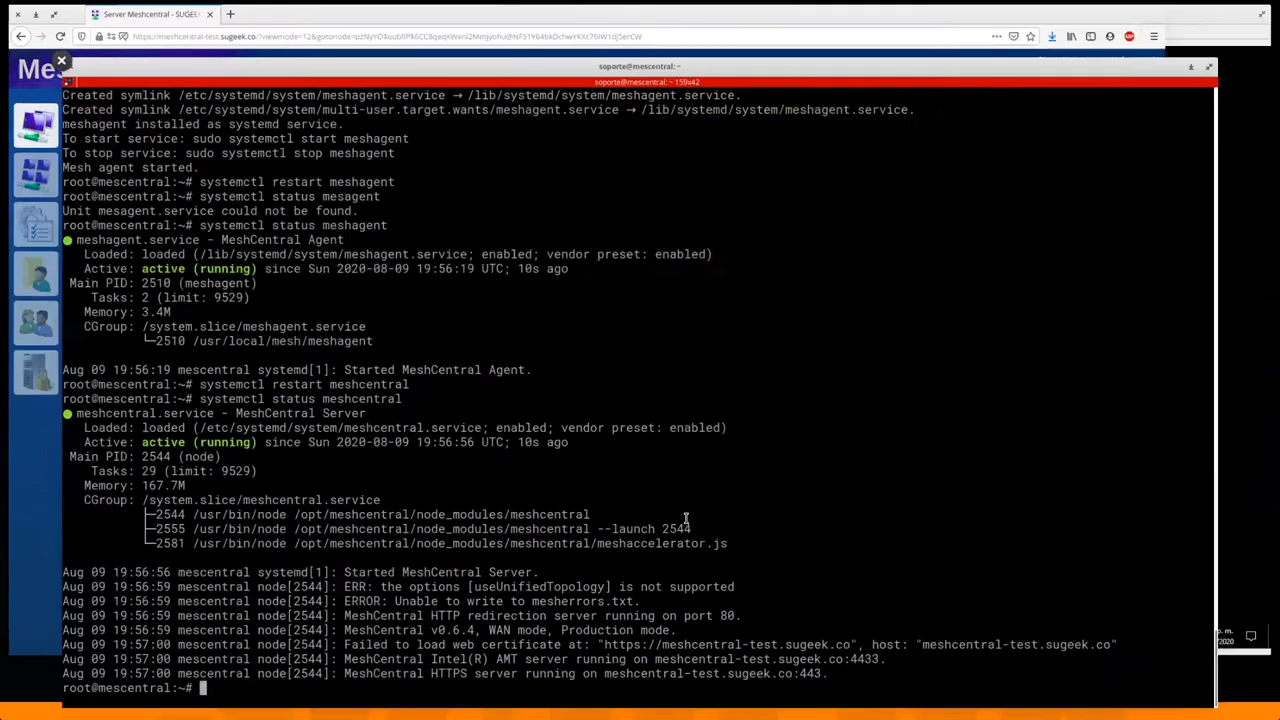 Server Meshcentral - SUGEEK
soporte@mescentral: ~
soporte@mescentral: ~ 159x42
Created symlink /etc/systemd/system/meshagent.service → /lib/systemd/system/meshagent.service.
Created symlink /etc/systemd/system/multi-user.target.wants/meshagent.service → /lib/systemd/system/meshagent.service.
meshagent installed as systemd service.
To start service: sudo systemctl start meshagent
To stop service: sudo systemctl stop meshagent
Mesh agent started.
root@mescentral:~# systemctl restart meshagent
root@mescentral:~# systemctl status mesagent
Unit mesagent.service could not be found.
root@mescentral:~# systemctl status meshagent
● meshagent.service - MeshCentral Agent
Loaded: loaded (/lib/systemd/system/meshagent.service; enabled; vendor preset: enabled)
Active: active (running) since Sun 2020-08-09 19:56:19 UTC; 10s ago
Main PID: 2510 (meshagent)
Tasks: 2 (limit: 9529)
Memory: 3.4M
CGroup: /system.slice/meshagent.service
└─2510 /usr/local/mesh/meshagent
Aug 09 19:56:19 mescentral systemd[1]: Started MeshCentral Agent.
root@mescentral:~# systemctl restart meshcentral
root@mescentral:~# systemctl status meshcentral
● meshcentral.service - MeshCentral Server
Loaded: loaded (/etc/systemd/system/meshcentral.service; enabled; vendor preset: enabled)
Active: active (running) since Sun 2020-08-09 19:56:56 UTC; 10s ago
Main PID: 2544 (node)
Tasks: 29 (limit: 9529)
Memory: 167.7M
CGroup: /system.slice/meshcentral.service
├─2544 /usr/bin/node /opt/meshcentral/node_modules/meshcentral
├─2555 /usr/bin/node /opt/meshcentral/node_modules/meshcentral --launch 2544
└─2581 /usr/bin/node /opt/meshcentral/node_modules/meshcentral/meshaccelerator.js
Aug 09 19:56:56 mescentral systemd[1]: Started MeshCentral Server.
Aug 09 19:56:59 mescentral node[2544]: ERR: the options [useUnifiedTopology] is not supported
Aug 09 19:56:59 mescentral node[2544]: ERROR: Unable to write to mesherrors.txt.
Aug 09 19:56:59 mescentral node[2544]: MeshCentral HTTP redirection server running on port 80.
Aug 09 19:56:59 mescentral node[2544]: MeshCentral v0.6.4, WAN mode, Production mode.
Aug 09 19:57:00 mescentral node[2544]: Failed to load web certificate at: "https://meshcentral-test.sugeek.co", host: "meshcentral-test.sugeek.co"
Aug 09 19:57:00 mescentral node[2544]: MeshCentral Intel(R) AMT server running on meshcentral-test.sugeek.co:4433.
Aug 09 19:57:00 mescentral node[2544]: MeshCentral HTTPS server running on meshcentral-test.sugeek.co:443.
root@mescentral:~#